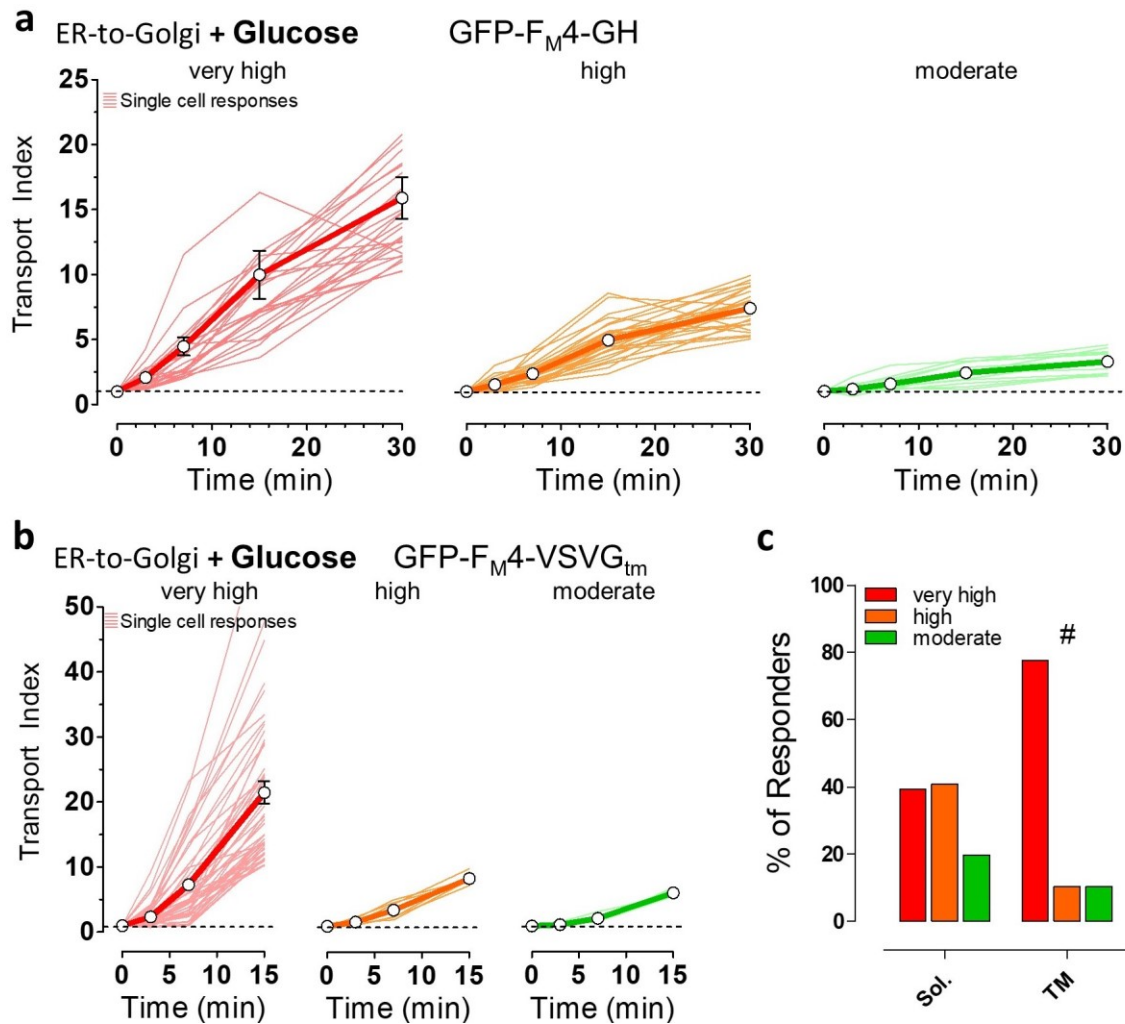 a
ER-to-Golgi + Glucose GFP-FM4-GH
very high high moderate
Single cell responses
Transport Index
25
20
15
10
5
0
0 10 20 30 0 10 20 30 0 10 20 30
Time (min) Time (min) Time (min)
b
ER-to-Golgi + Glucose GFP-FM4-VSVGtm
very high high moderate
Single cell responses
Transport Index
50
40
30
20
10
0
0 5 10 15 0 5 10 15 0 5 10 15
Time (min) Time (min) Time (min)
c
% of Responders
100
80
60
40
20
0
very high
high
moderate
#
Sol. TM